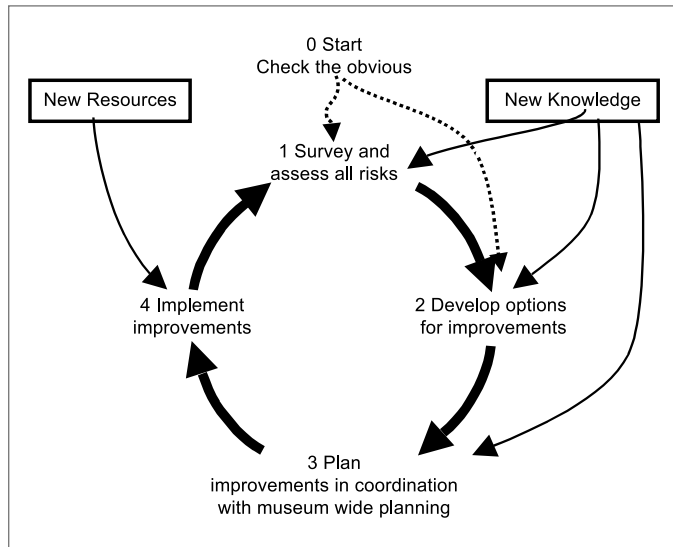 0 Start
Check the obvious
New Resources
New Knowledge
1 Survey and
assess all risks
4 Implement
improvements
2 Develop options
for improvements
3 Plan
improvements in coordination
with museum wide planning